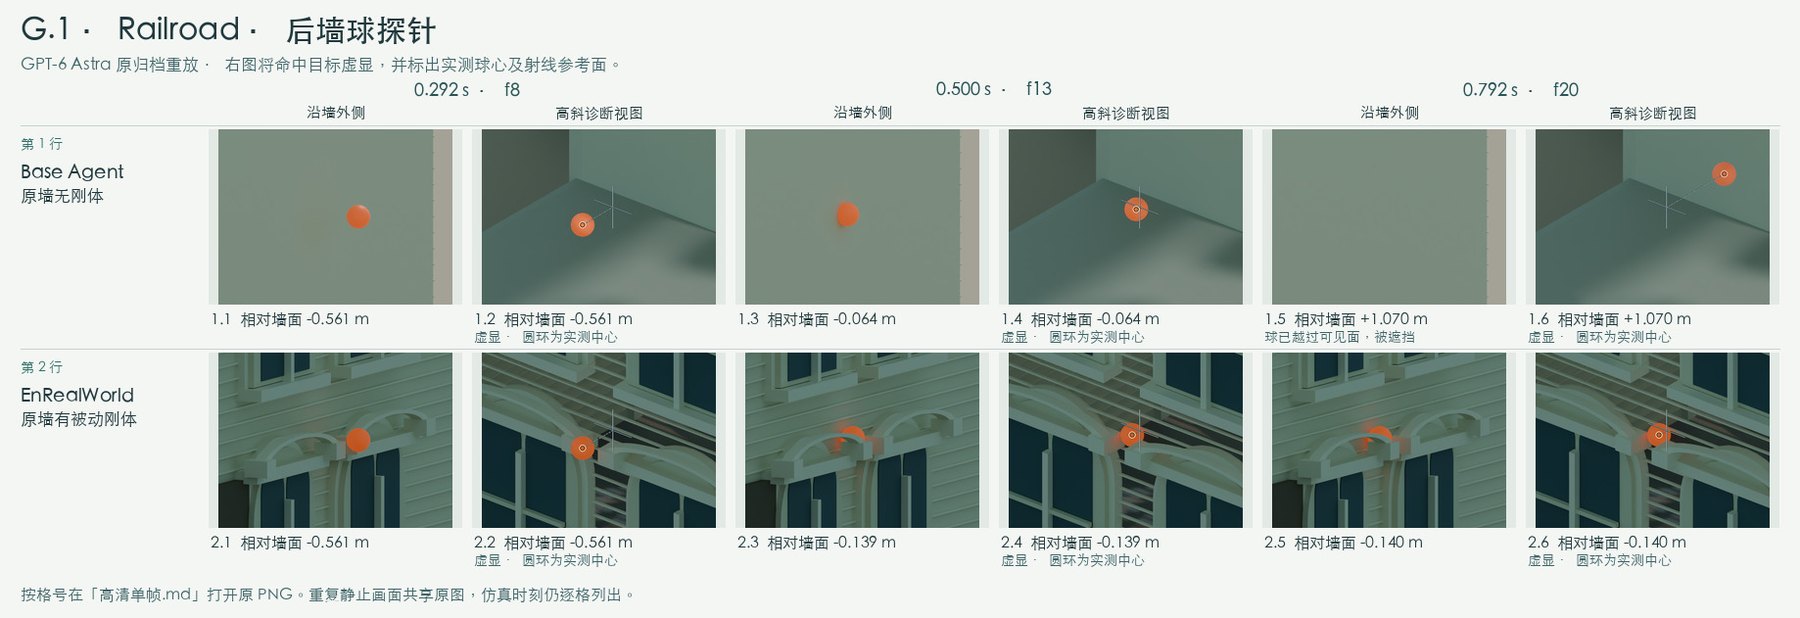 G.1 · Railroad · 后墙球探针
GPT-6 Astra 原归档重放 · 右图将命中目标虚显，并标出实测球心及射线参考面。
0.292 s · f8
0.500 s · f13
0.792 s · f20
沿墙外侧
高斜诊断视图
沿墙外侧
高斜诊断视图
沿墙外侧
高斜诊断视图
第 1 行
Base Agent
原墙无刚体
1.1 相对墙面 -0.561 m
1.2 相对墙面 -0.561 m
虚显 · 圆环为实测中心
1.3 相对墙面 -0.064 m
1.4 相对墙面 -0.064 m
虚显 · 圆环为实测中心
1.5 相对墙面 +1.070 m
球已越过可见面，被遮挡
1.6 相对墙面 +1.070 m
虚显 · 圆环为实测中心
第 2 行
EnRealWorld
原墙有被动刚体
2.1 相对墙面 -0.561 m
2.2 相对墙面 -0.561 m
虚显 · 圆环为实测中心
2.3 相对墙面 -0.139 m
2.4 相对墙面 -0.139 m
虚显 · 圆环为实测中心
2.5 相对墙面 -0.140 m
2.6 相对墙面 -0.140 m
虚显 · 圆环为实测中心
按格号在「高清单帧.md」打开原 PNG。重复静止画面共享原图，仿真时刻仍逐格列出。